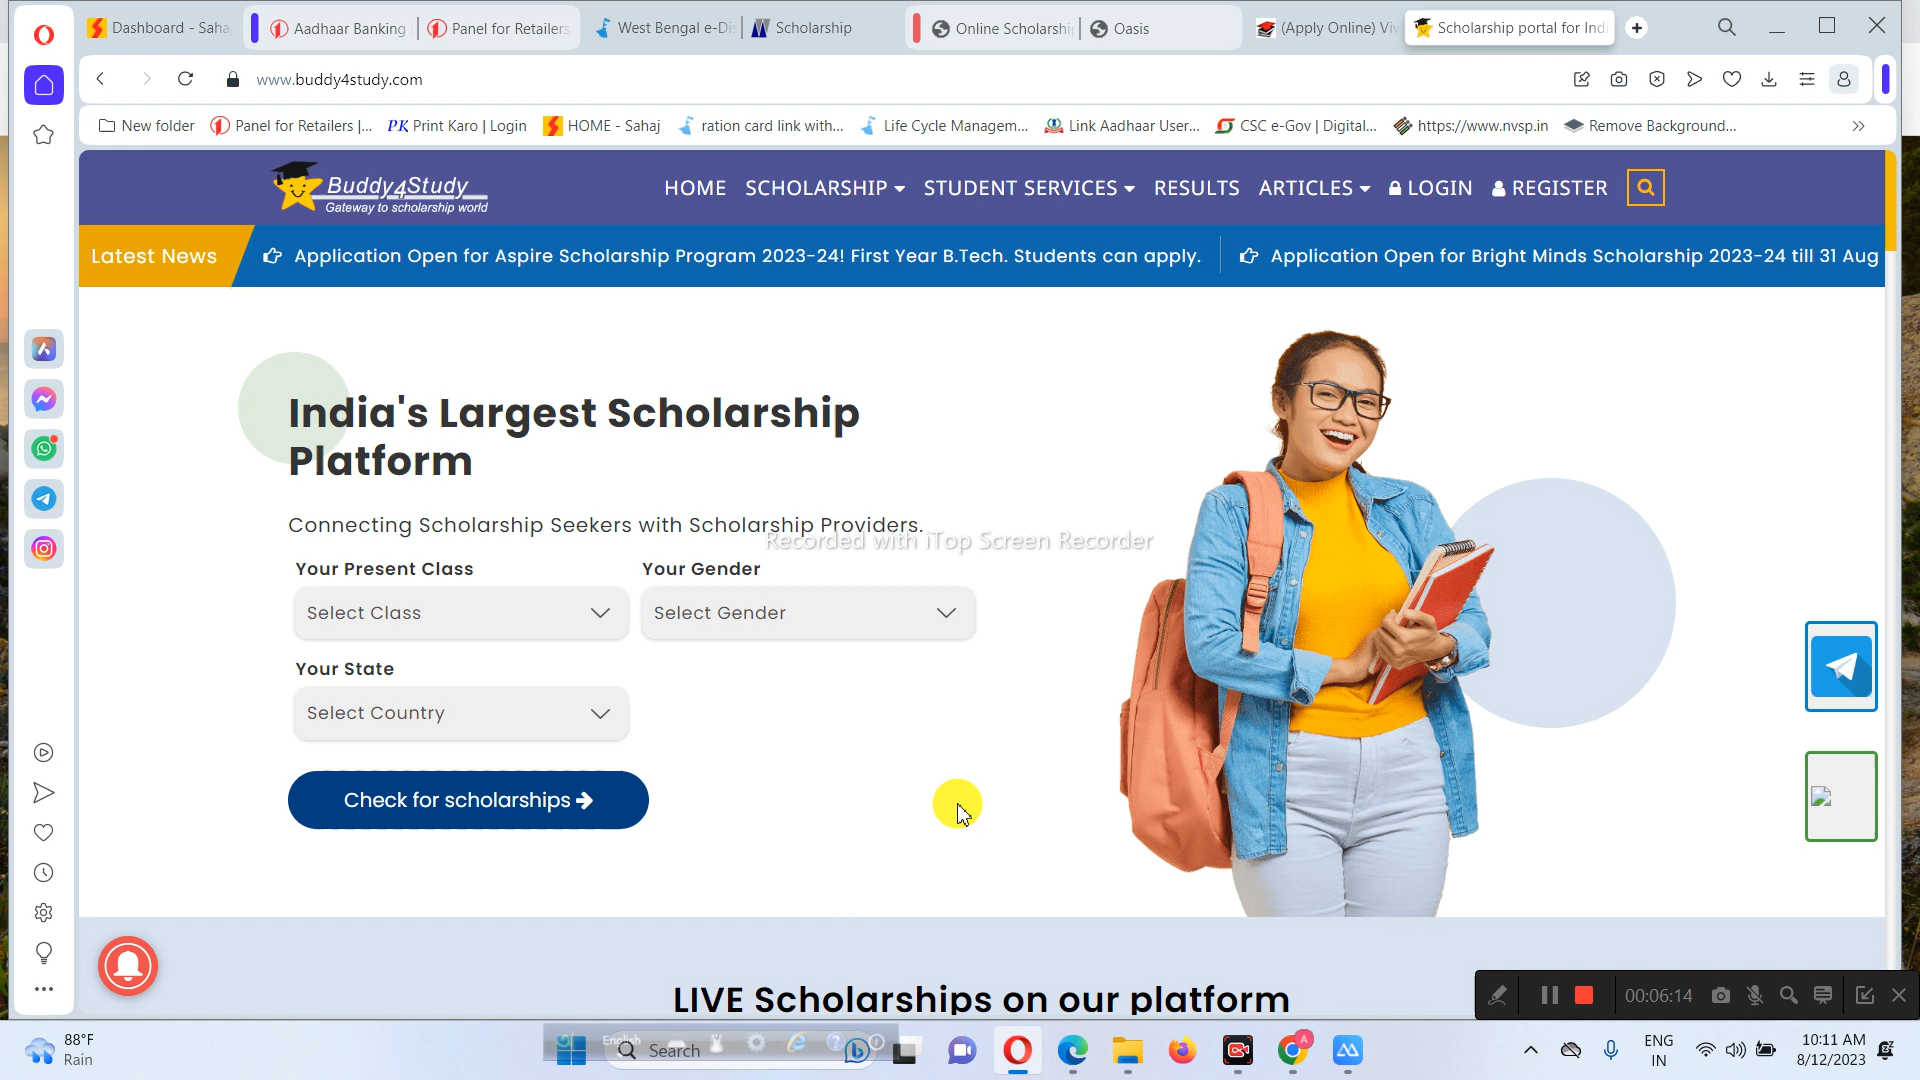 Dashboard - Saha
Aadhaar Banking
Panel for Retailers
West Bengal e-Dis
Scholarship
Online Scholarship
Oasis
(Apply Online) Viv
Scholarship portal for Indi
www.buddy4study.com
New folder
Panel for Retailers |...
PK Print Karo | Login
HOME - Sahaj
ration card link with...
Life Cycle Managem...
Link Aadhaar User...
CSC e-Gov | Digital...
https://www.nvsp.in
Remove Background...
Buddy4Study
Gateway to scholarship world
HOME SCHOLARSHIP STUDENT SERVICES RESULTS ARTICLES LOGIN REGISTER
Latest News
Application Open for Aspire Scholarship Program 2023-24! First Year B.Tech. Students can apply.
Application Open for Bright Minds Scholarship 2023-24 till 31 Aug
India's Largest Scholarship
Platform
Connecting Scholarship Seekers with Scholarship Providers.
Recorded with iTop Screen Recorder
Your Present Class
Your Gender
Select Class
Select Gender
Your State
Select Country
Check for scholarships
LIVE Scholarships on our platform
00:06:14
88°F
Rain
English
Search
ENG
IN
10:11 AM
8/12/2023